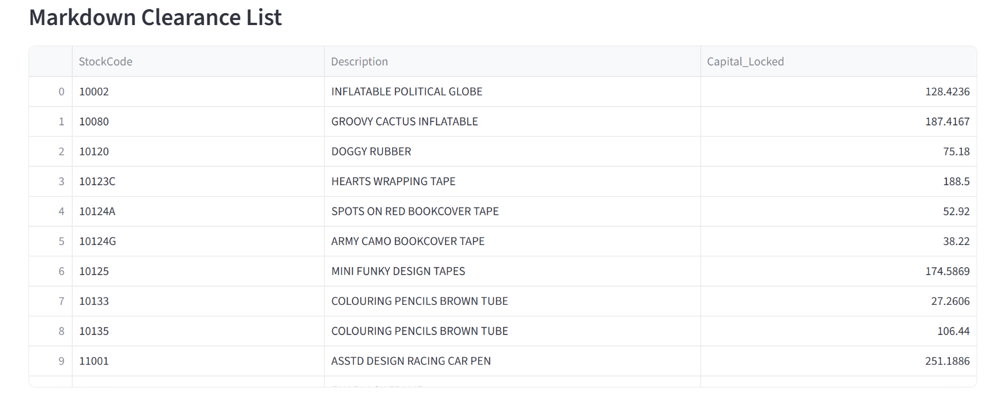 Markdown Clearance List
StockCode Description Capital_Locked
0 10002 INFLATABLE POLITICAL GLOBE 128.4236
1 10080 GROOVY CACTUS INFLATABLE 187.4167
2 10120 DOGGY RUBBER 75.18
3 10123C HEARTS WRAPPING TAPE 188.5
4 10124A SPOTS ON RED BOOKCOVER TAPE 52.92
5 10124G ARMY CAMO BOOKCOVER TAPE 38.22
6 10125 MINI FUNKY DESIGN TAPES 174.5869
7 10133 COLOURING PENCILS BROWN TUBE 27.2606
8 10135 COLOURING PENCILS BROWN TUBE 106.44
9 11001 ASSTD DESIGN RACING CAR PEN 251.1886